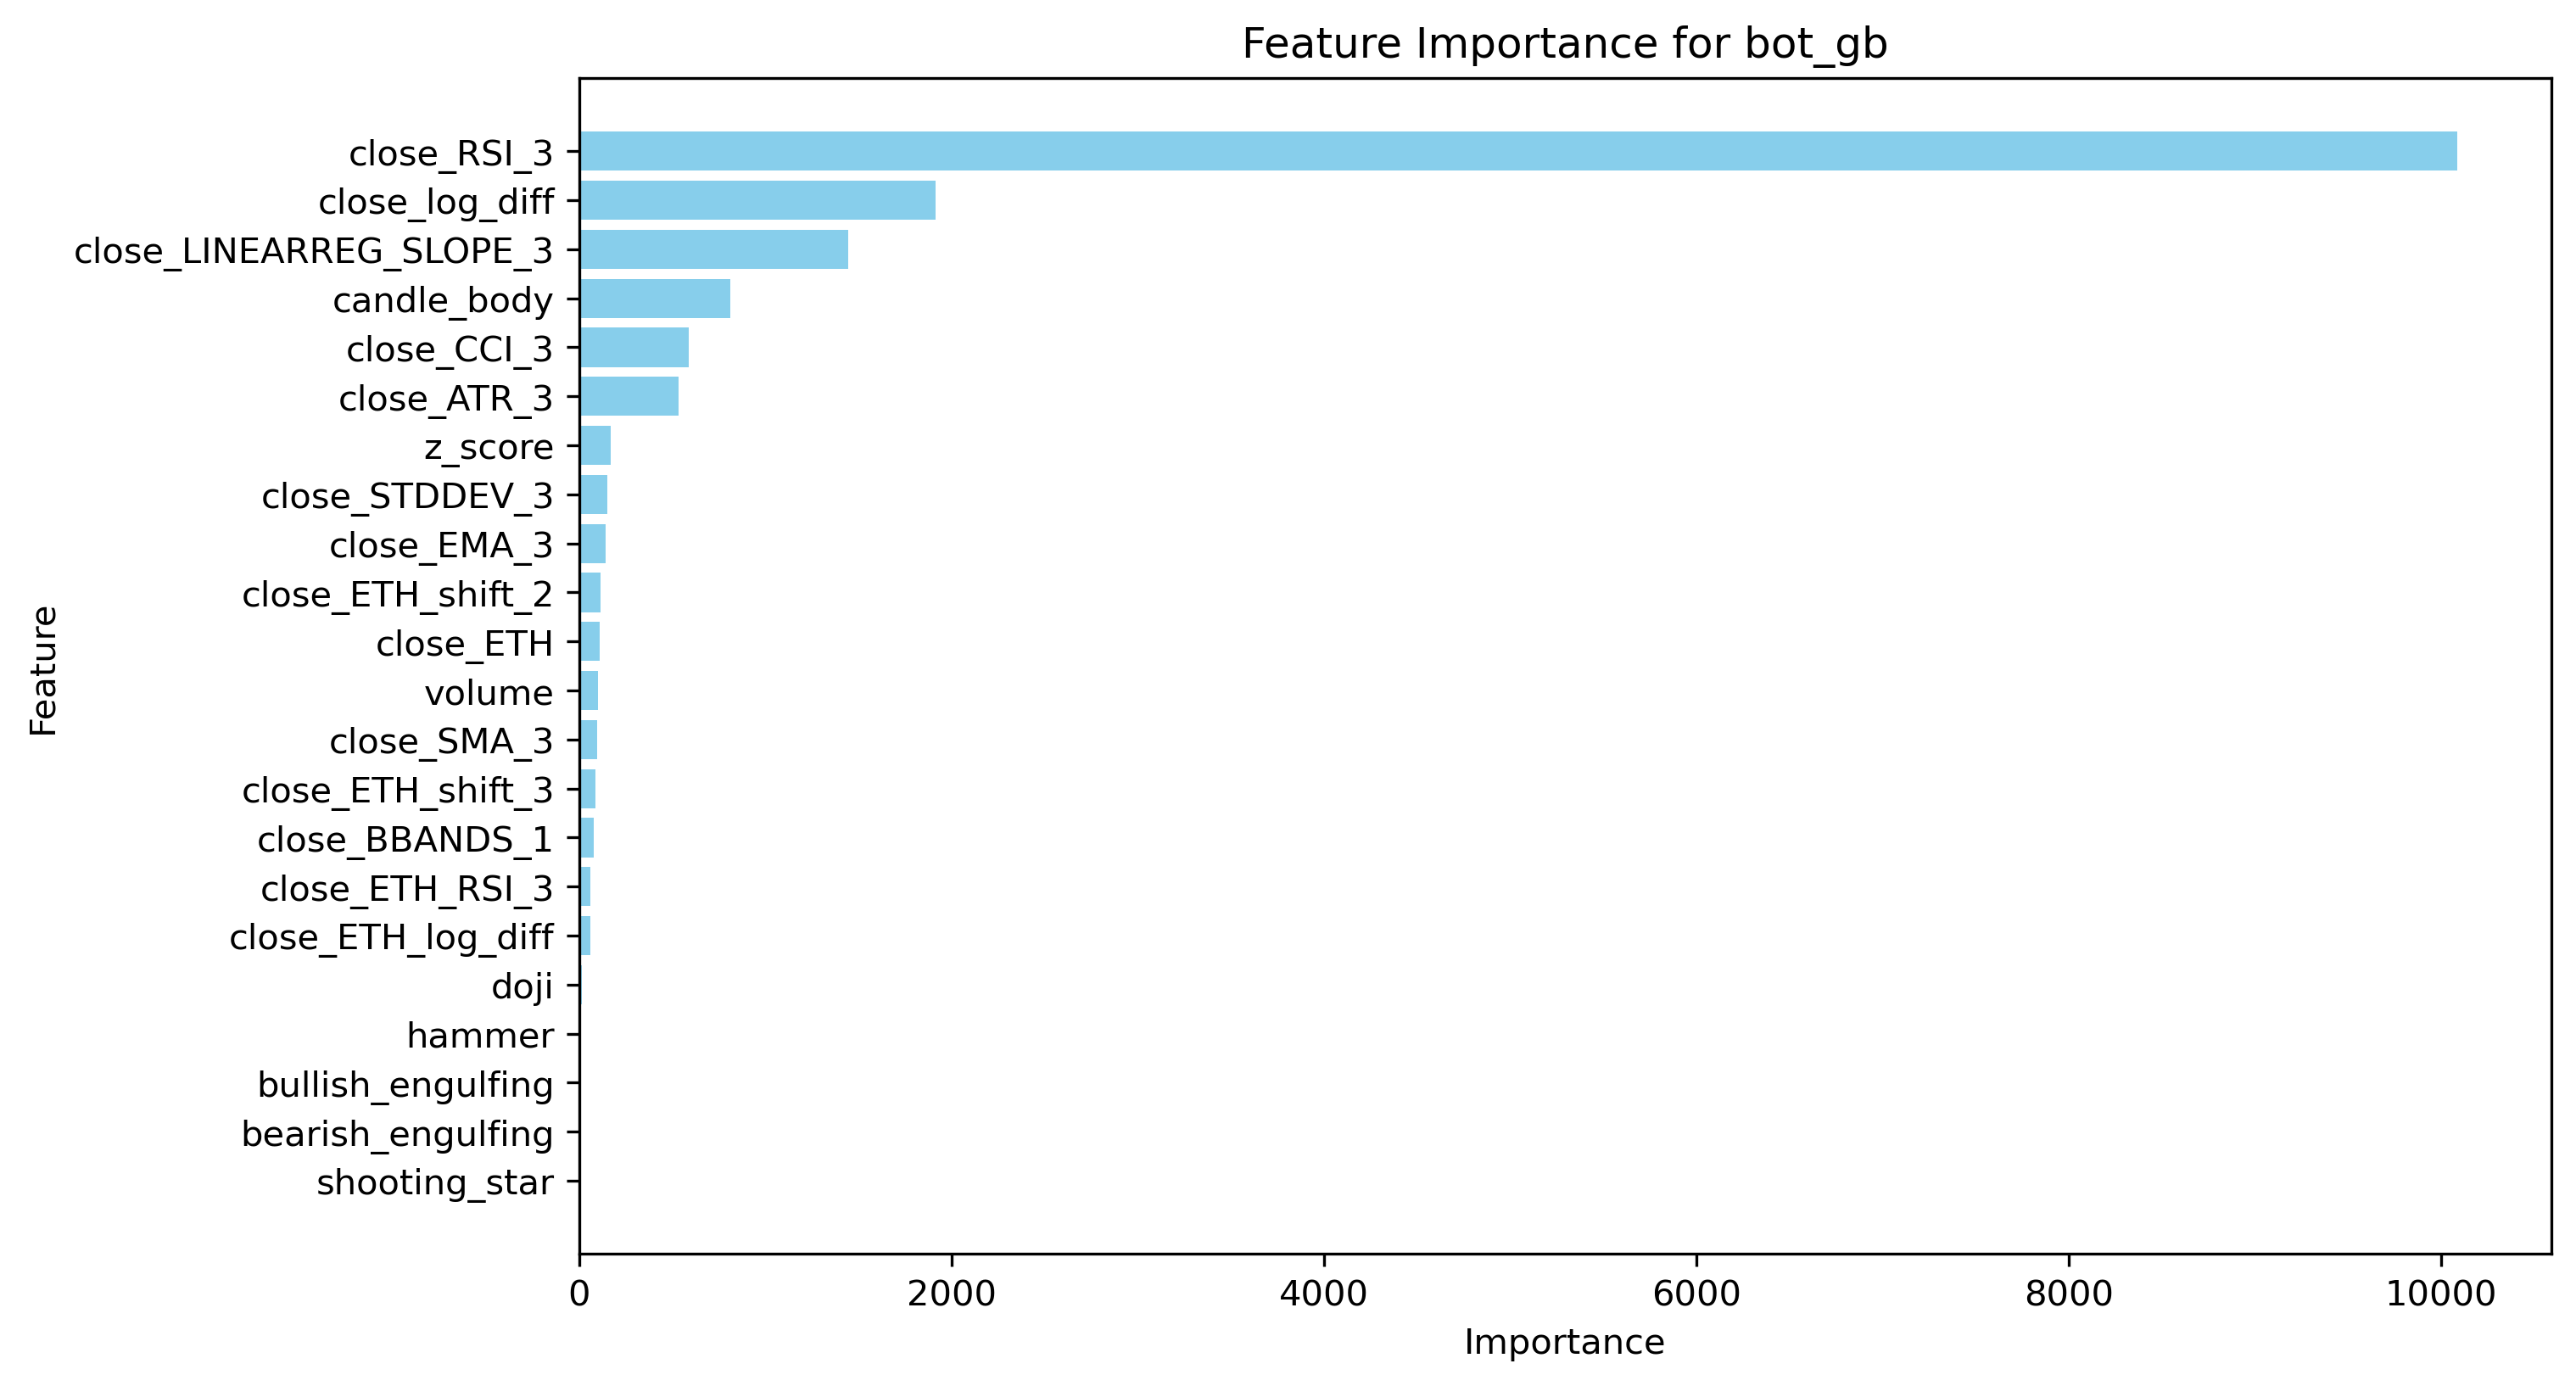 Feature Importance for bot_gb
Feature
close_RSI_3
close_log_diff
close_LINEARREG_SLOPE_3
candle_body
close_CCI_3
close_ATR_3
z_score
close_STDDEV_3
close_EMA_3
close_ETH_shift_2
close_ETH
volume
close_SMA_3
close_ETH_shift_3
close_BBANDS_1
close_ETH_RSI_3
close_ETH_log_diff
doji
hammer
bullish_engulfing
bearish_engulfing
shooting_star
0 2000 4000 6000 8000 10000
Importance